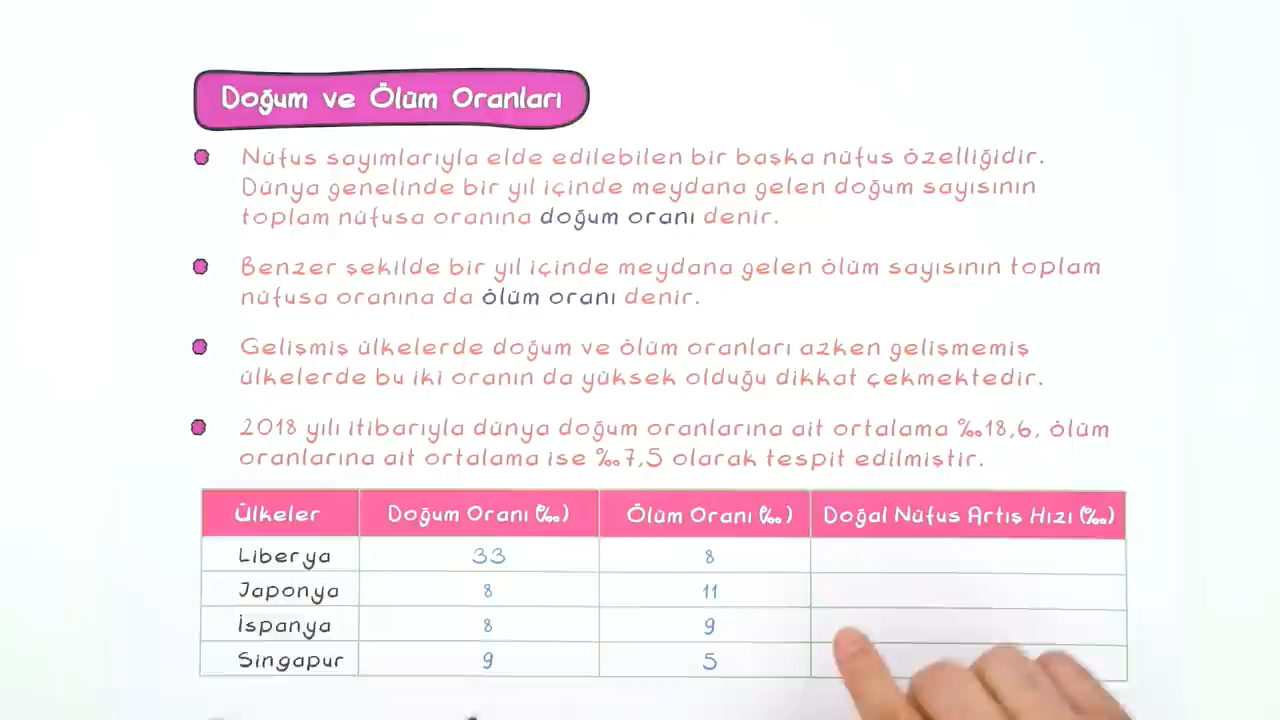 Doğum ve Ölüm Oranları
Nüfus sayımlarıyla elde edilebilen bir başka nüfus özelliğidir.
Dünya genelinde bir yıl içinde meydana gelen doğum sayısının
toplam nüfusa oranına doğum oranı denir.
Benzer şekilde bir yıl içinde meydana gelen ölüm sayısının toplam
nüfusa oranına da ölüm oranı denir.
Gelişmiş ülkelerde doğum ve ölüm oranları azken gelişmemiş
ülkelerde bu iki oranın da yüksek olduğu dikkat çekmektedir.
2018 yılı itibarıyla dünya doğum oranlarına ait ortalama ‰18,6, ölüm
oranlarına ait ortalama ise ‰7,5 olarak tespit edilmiştir.
Ülkeler Doğum Oranı (‰) Ölüm Oranı (‰) Doğal Nüfus Artış Hızı (‰)
Liberya 33 8
Japonya 8 11
İspanya 8 9
Singapur 9 5